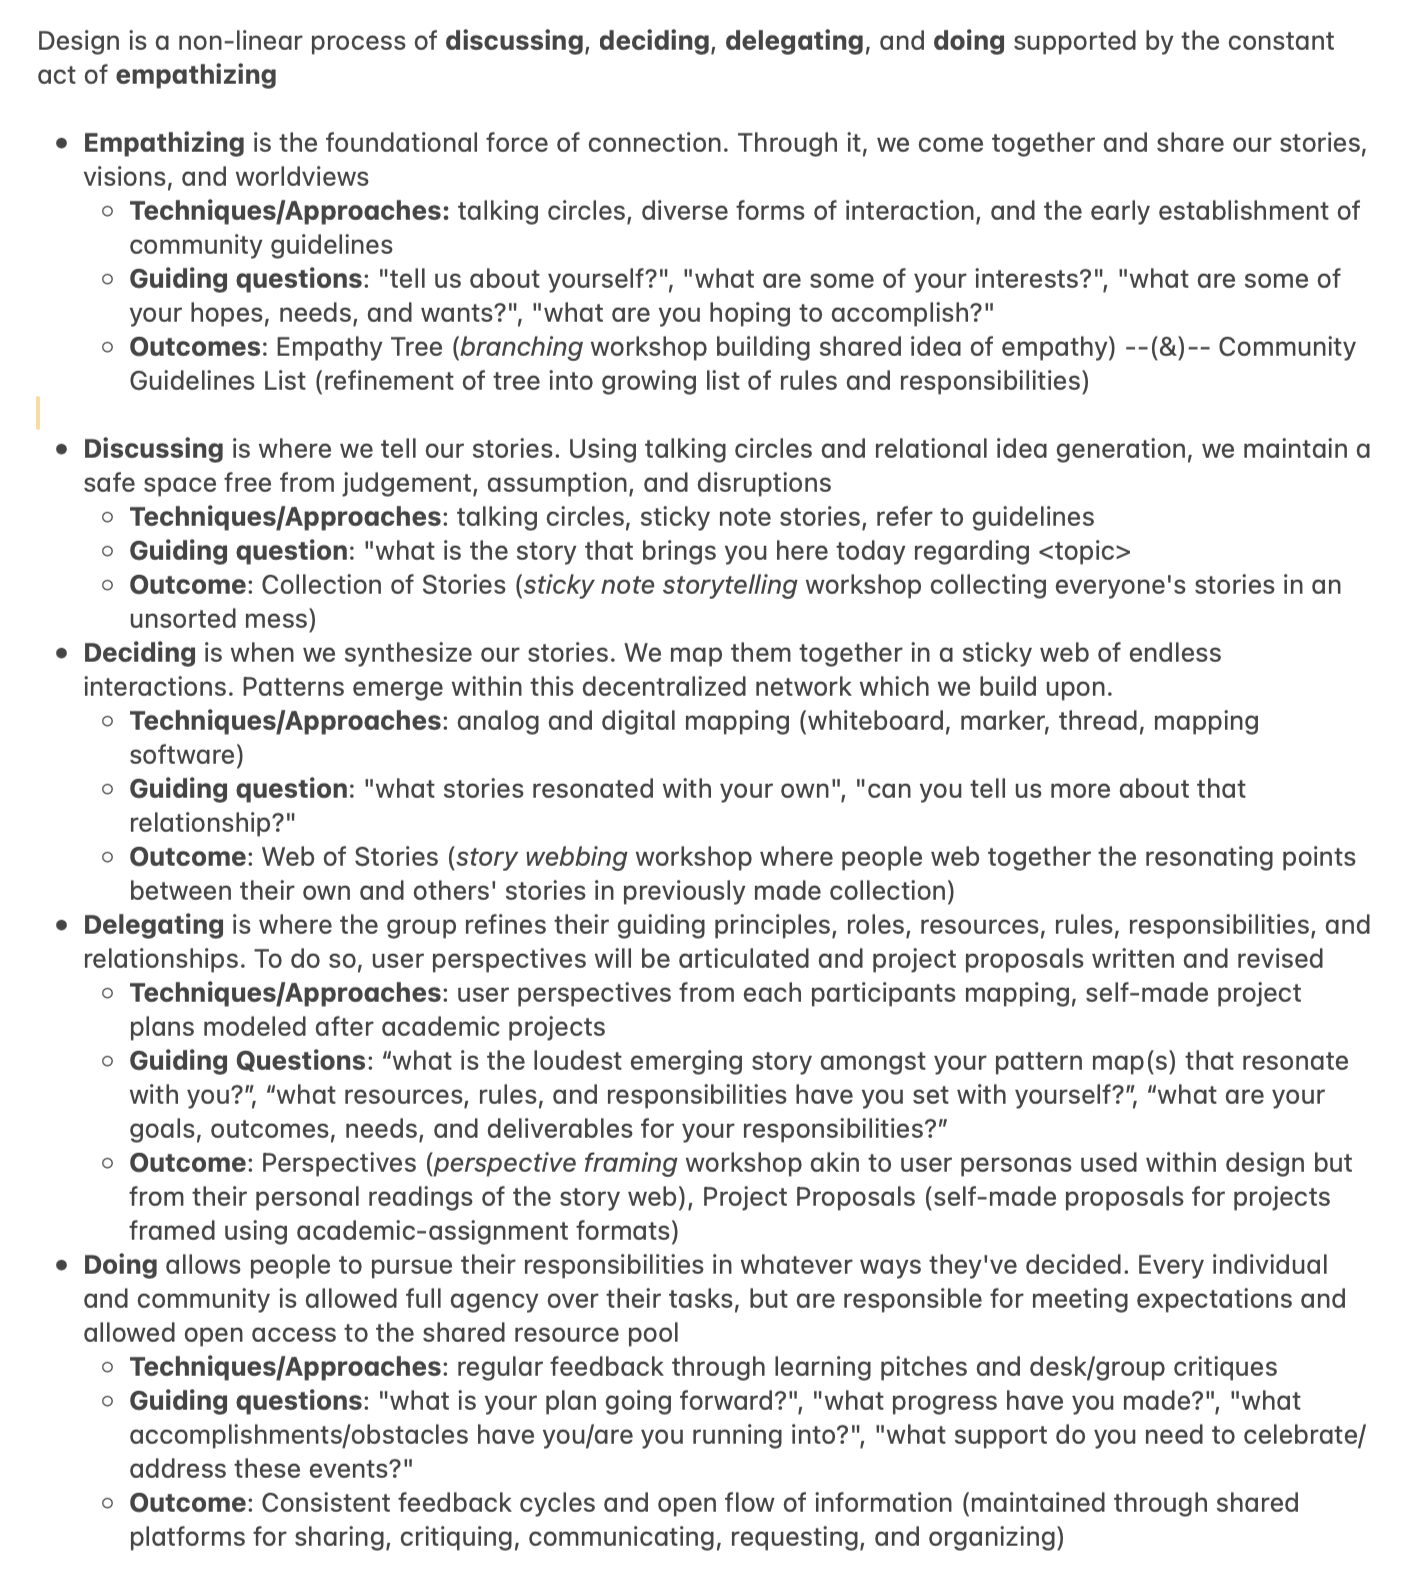 Design is a non-linear process of discussing, deciding, delegating, and doing supported by the constant
act of empathizing
• Empathizing is the foundational force of connection. Through it, we come together and share our stories,
visions, and worldviews
◦ Techniques/Approaches: talking circles, diverse forms of interaction, and the early establishment of
community guidelines
◦ Guiding questions: "tell us about yourself?", "what are some of your interests?", "what are some of
your hopes, needs, and wants?", "what are you hoping to accomplish?"
◦ Outcomes: Empathy Tree (branching workshop building shared idea of empathy) --(&)-- Community
Guidelines List (refinement of tree into growing list of rules and responsibilities)
• Discussing is where we tell our stories. Using talking circles and relational idea generation, we maintain a
safe space free from judgement, assumption, and disruptions
◦ Techniques/Approaches: talking circles, sticky note stories, refer to guidelines
◦ Guiding question: "what is the story that brings you here today regarding <topic>
◦ Outcome: Collection of Stories (sticky note storytelling workshop collecting everyone's stories in an
unsorted mess)
• Deciding is when we synthesize our stories. We map them together in a sticky web of endless
interactions. Patterns emerge within this decentralized network which we build upon.
◦ Techniques/Approaches: analog and digital mapping (whiteboard, marker, thread, mapping
software)
◦ Guiding question: "what stories resonated with your own", "can you tell us more about that
relationship?"
◦ Outcome: Web of Stories (story webbing workshop where people web together the resonating points
between their own and others' stories in previously made collection)
• Delegating is where the group refines their guiding principles, roles, resources, rules, responsibilities, and
relationships. To do so, user perspectives will be articulated and project proposals written and revised
◦ Techniques/Approaches: user perspectives from each participants mapping, self-made project
plans modeled after academic projects
◦ Guiding Questions: “what is the loudest emerging story amongst your pattern map(s) that resonate
with you?”, “what resources, rules, and responsibilities have you set with yourself?”, “what are your
goals, outcomes, needs, and deliverables for your responsibilities?”
◦ Outcome: Perspectives (perspective framing workshop akin to user personas used within design but
from their personal readings of the story web), Project Proposals (self-made proposals for projects
framed using academic-assignment formats)
• Doing allows people to pursue their responsibilities in whatever ways they've decided. Every individual
and community is allowed full agency over their tasks, but are responsible for meeting expectations and
allowed open access to the shared resource pool
◦ Techniques/Approaches: regular feedback through learning pitches and desk/group critiques
◦ Guiding questions: "what is your plan going forward?", "what progress have you made?", "what
accomplishments/obstacles have you/are you running into?", "what support do you need to celebrate/
address these events?"
◦ Outcome: Consistent feedback cycles and open flow of information (maintained through shared
platforms for sharing, critiquing, communicating, requesting, and organizing)